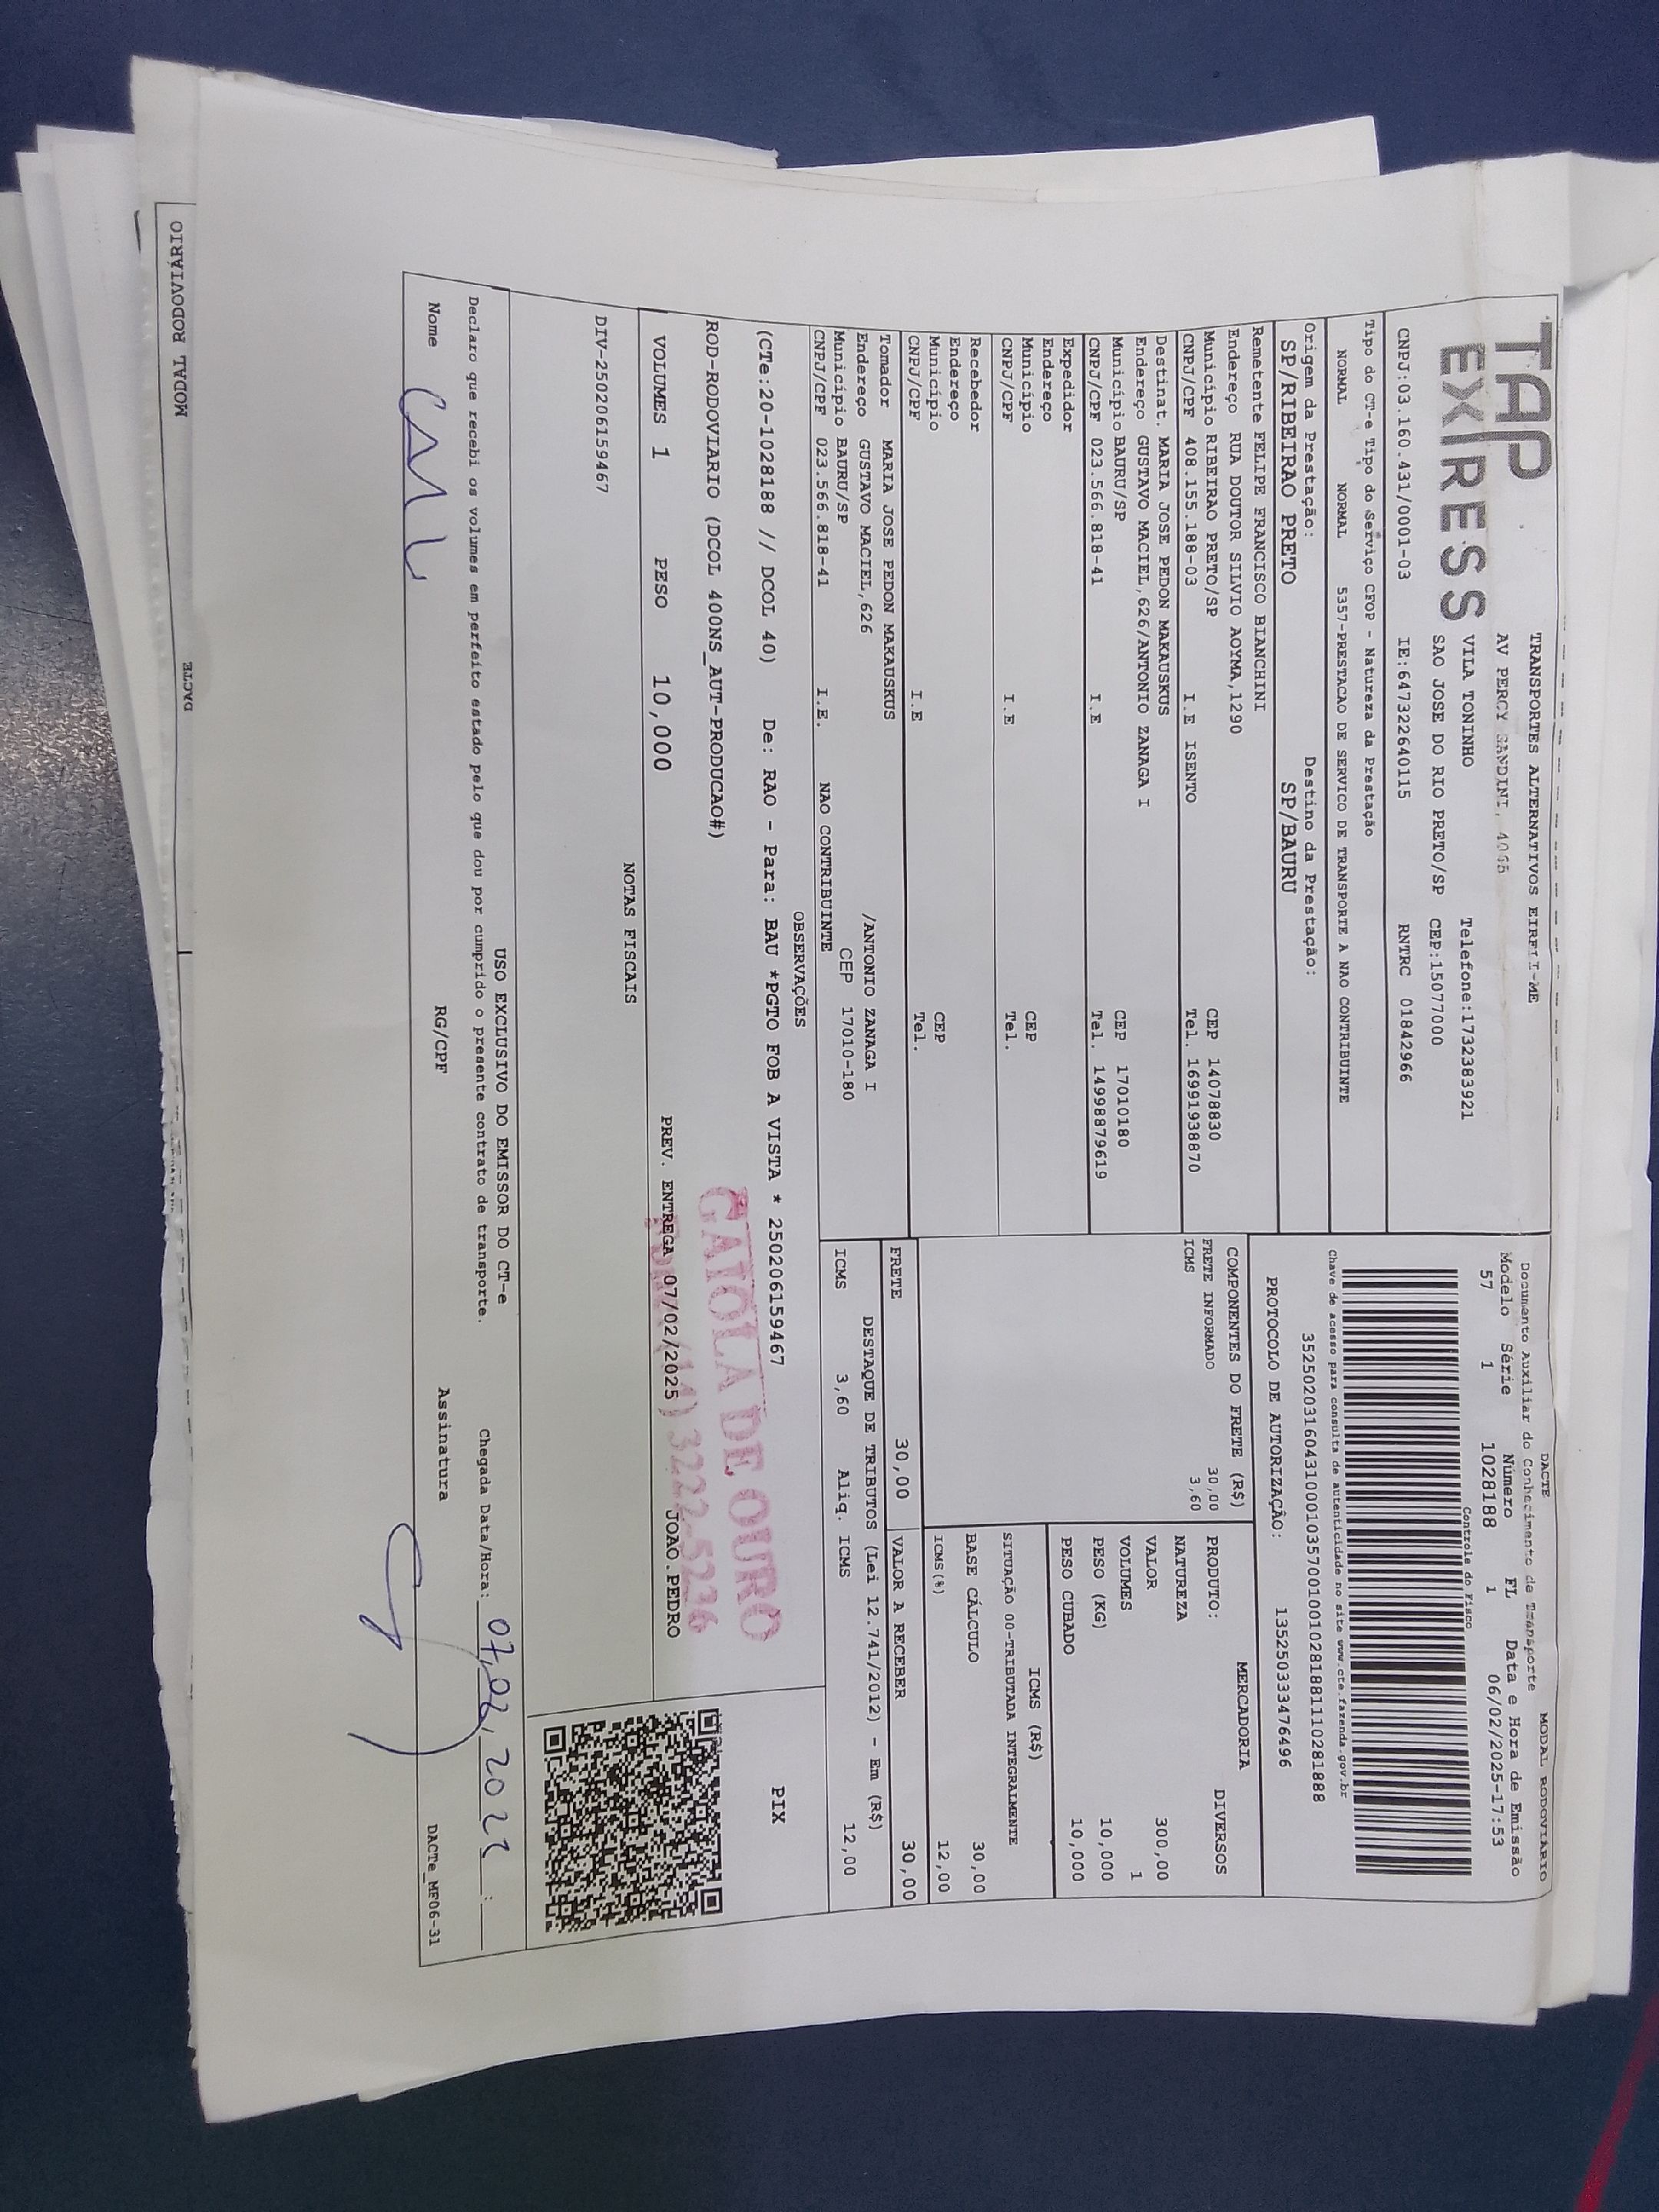 TAP EXPRESS
TRANSPORTES ALTERNATIVOS EIRELI-ME
AV PERCY GANDINI, 4065
VILA TONINHO Telefone:1732383921
SAO JOSE DO RIO PRETO/SP CEP:15077000
CNPJ:03.160.431/0001-03 IE:647322640115 RNTRC 01842966
DACTE MODAL RODOVIÁRIO
Documento Auxiliar do Conhecimento de Transporte
Modelo Série Número FL Data e Hora de Emissão
57 1 1028188 1 06/02/2025-17:53
Controle do Fisco
Chave de acesso para consulta de autenticidade no site www.cte.fazenda.gov.br
Tipo do CT-e Tipo do Serviço CFOP - Natureza da Prestação
NORMAL NORMAL 5357-PRESTACAO DE SERVICO DE TRANSPORTE A NAO CONTRIBUINTE
35250203160431000103570010010281881110281888
Origem da Prestação: Destino da Prestação:
SP/RIBEIRAO PRETO SP/BAURU
PROTOCOLO DE AUTORIZAÇÃO: 135250333476496
Remetente FELIPE FRANCISCO BIANCHINI
Endereço RUA DOUTOR SILVIO AOYMA,1290
Município RIBEIRAO PRETO/SP CEP 14078830
CNPJ/CPF 408.155.188-03 I.E ISENTO Tel. 16991938870
Destinat. MARIA JOSE PEDON MAKAUSKUS
Endereço GUSTAVO MACIEL,626/ANTONIO ZANAGA I
Município BAURU/SP CEP 17010180
CNPJ/CPF 023.566.818-41 I.E Tel. 14998879619
Expedidor
Endereço
Município CEP
CNPJ/CPF I.E Tel.
Recebedor
Endereço
Município CEP
CNPJ/CPF I.E Tel.
Tomador MARIA JOSE PEDON MAKAUSKUS
Endereço GUSTAVO MACIEL,626 /ANTONIO ZANAGA I
Município BAURU/SP CEP 17010-180
CNPJ/CPF 023.566.818-41 I.E. NAO CONTRIBUINTE
COMPONENTES DO FRETE (R$)
FRETE INFORMADO 30,00
ICMS 3,60
MERCADORIA
PRODUTO: DIVERSOS
NATUREZA
VALOR 300,00
VOLUMES 1
PESO (KG) 10,000
PESO CUBADO 10,000
ICMS (R$)
SITUAÇÃO 00-TRIBUTADA INTEGRALMENTE
BASE CÁLCULO 30,00
ICMS(%) 12,00
FRETE 30,00 VALOR A RECEBER 30,00
DESTAQUE DE TRIBUTOS (Lei 12.741/2012) - Em (R$)
ICMS 3,60 Aliq. ICMS 12,00
OBSERVAÇÕES
(CTe:20-1028188 // DCOL 40) De: RAO - Para: BAU *PGTO FOB A VISTA * 250206159467
ROD-RODOVIARIO (DCOL 400NS_AUT-PRODUCAO#)
PIX
GAIOLA DE OURO
(14) 3222-5236
VOLUMES 1 PESO 10,000 PREV. ENTREGA 07/02/2025 JOAO.PEDRO
NOTAS FISCAIS
DIV-250206159467
USO EXCLUSIVO DO EMISSOR DO CT-e
Declaro que recebi os volumes em perfeito estado pelo que dou por cumprido o presente contrato de transporte. Chegada Data/Hora: :
Nome RG/CPF Assinatura DACTe_MF06-31
MODAL RODOVIÁRIO
DACTE